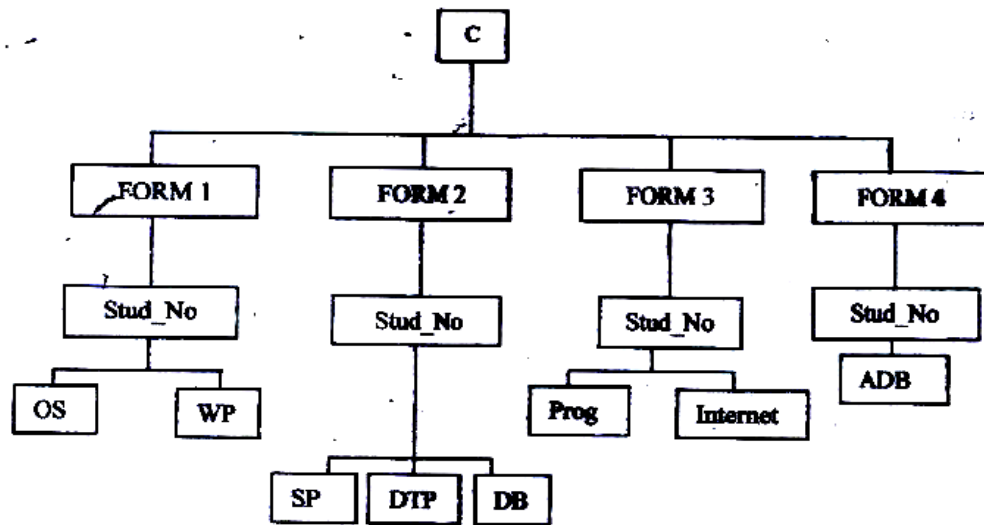 C
FORM 1
FORM 2
FORM 3
FORM 4
Stud_No
Stud_No
Stud_No
Stud_No
OS
WP
Prog
Internet
ADB
SP
DTP
DB